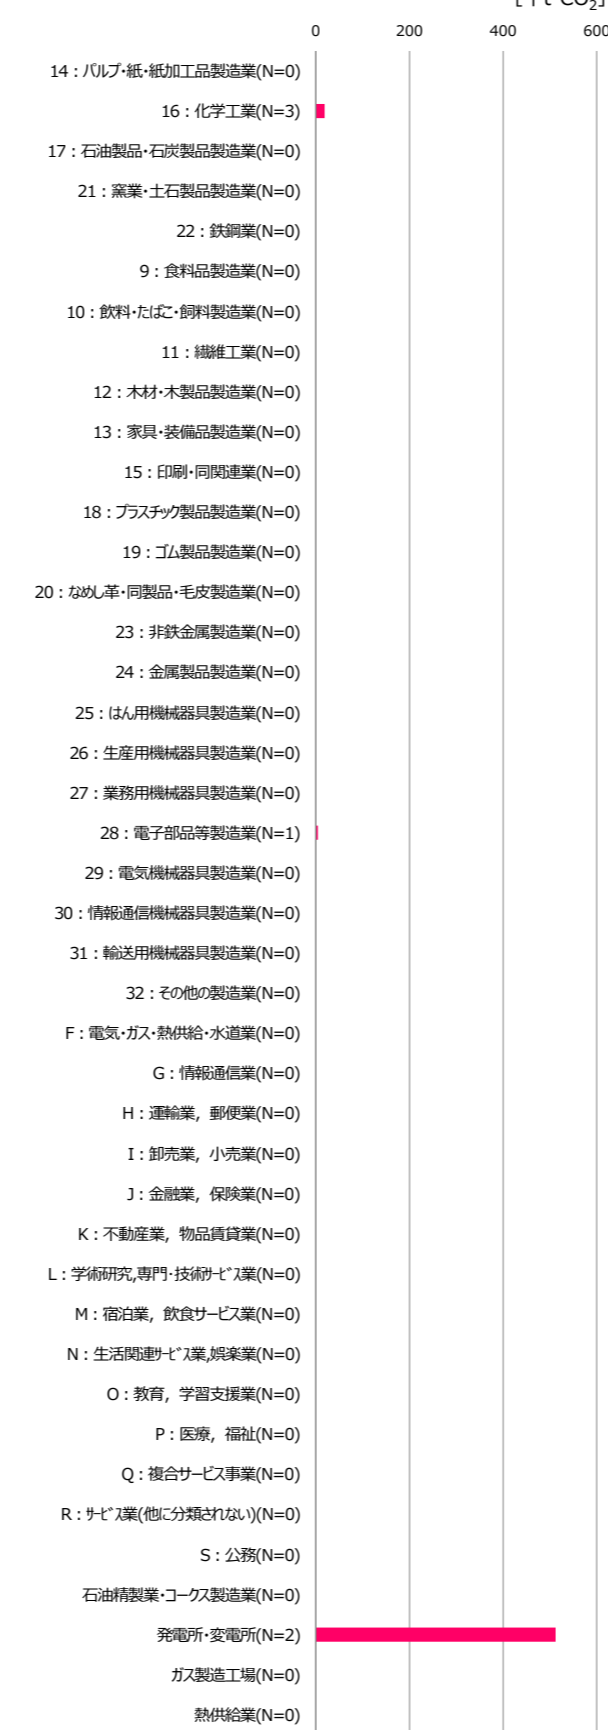 CO2]
0 200 400 600
14：パルプ・紙・紙加工品製造業(N=0)
16：化学工業(N=3)
17：石油製品・石炭製品製造業(N=0)
21：窯業・土石製品製造業(N=0)
22：鉄鋼業(N=0)
9：食料品製造業(N=0)
10：飲料・たばこ・飼料製造業(N=0)
11：繊維工業(N=0)
12：木材・木製品製造業(N=0)
13：家具・装備品製造業(N=0)
15：印刷・同関連業(N=0)
18：プラスチック製品製造業(N=0)
19：ゴム製品製造業(N=0)
20：なめし革・同製品・毛皮製造業(N=0)
23：非鉄金属製造業(N=0)
24：金属製品製造業(N=0)
25：はん用機械器具製造業(N=0)
26：生産用機械器具製造業(N=0)
27：業務用機械器具製造業(N=0)
28：電子部品等製造業(N=1)
29：電気機械器具製造業(N=0)
30：情報通信機械器具製造業(N=0)
31：輸送用機械器具製造業(N=0)
32：その他の製造業(N=0)
F：電気・ガス・熱供給・水道業(N=0)
G：情報通信業(N=0)
H：運輸業，郵便業(N=0)
I：卸売業，小売業(N=0)
J：金融業，保険業(N=0)
K：不動産業，物品賃貸業(N=0)
L：学術研究,専門・技術ｻｰﾋﾞｽ業(N=0)
M：宿泊業，飲食サービス業(N=0)
N：生活関連ｻｰﾋﾞｽ業,娯楽業(N=0)
O：教育，学習支援業(N=0)
P：医療，福祉(N=0)
Q：複合サービス事業(N=0)
R：ｻｰﾋﾞｽ業(他に分類されない)(N=0)
S：公務(N=0)
石油精製業・コークス製造業(N=0)
発電所・変電所(N=2)
ガス製造工場(N=0)
熱供給業(N=0)